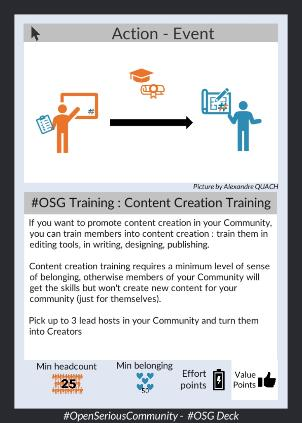 Action - Event
#
#
Picture by Alexandre QUACH
#OSG Training : Content Creation Training
If you want to promote content creation in your Community,
you can train members into content creation : train them in
editing tools, in writing, designing, publishing.
Content creation training requires a minimum level of sense
of belonging, otherwise members of your Community will
get the skills but won't create new content for your
community (just for themselves).
Pick up to 3 lead hosts in your Community and turn them
into Creators
Min headcount
25
Min belonging
50
Effort
points
Value
Points
#OpenSeriousCommunity - #OSG Deck